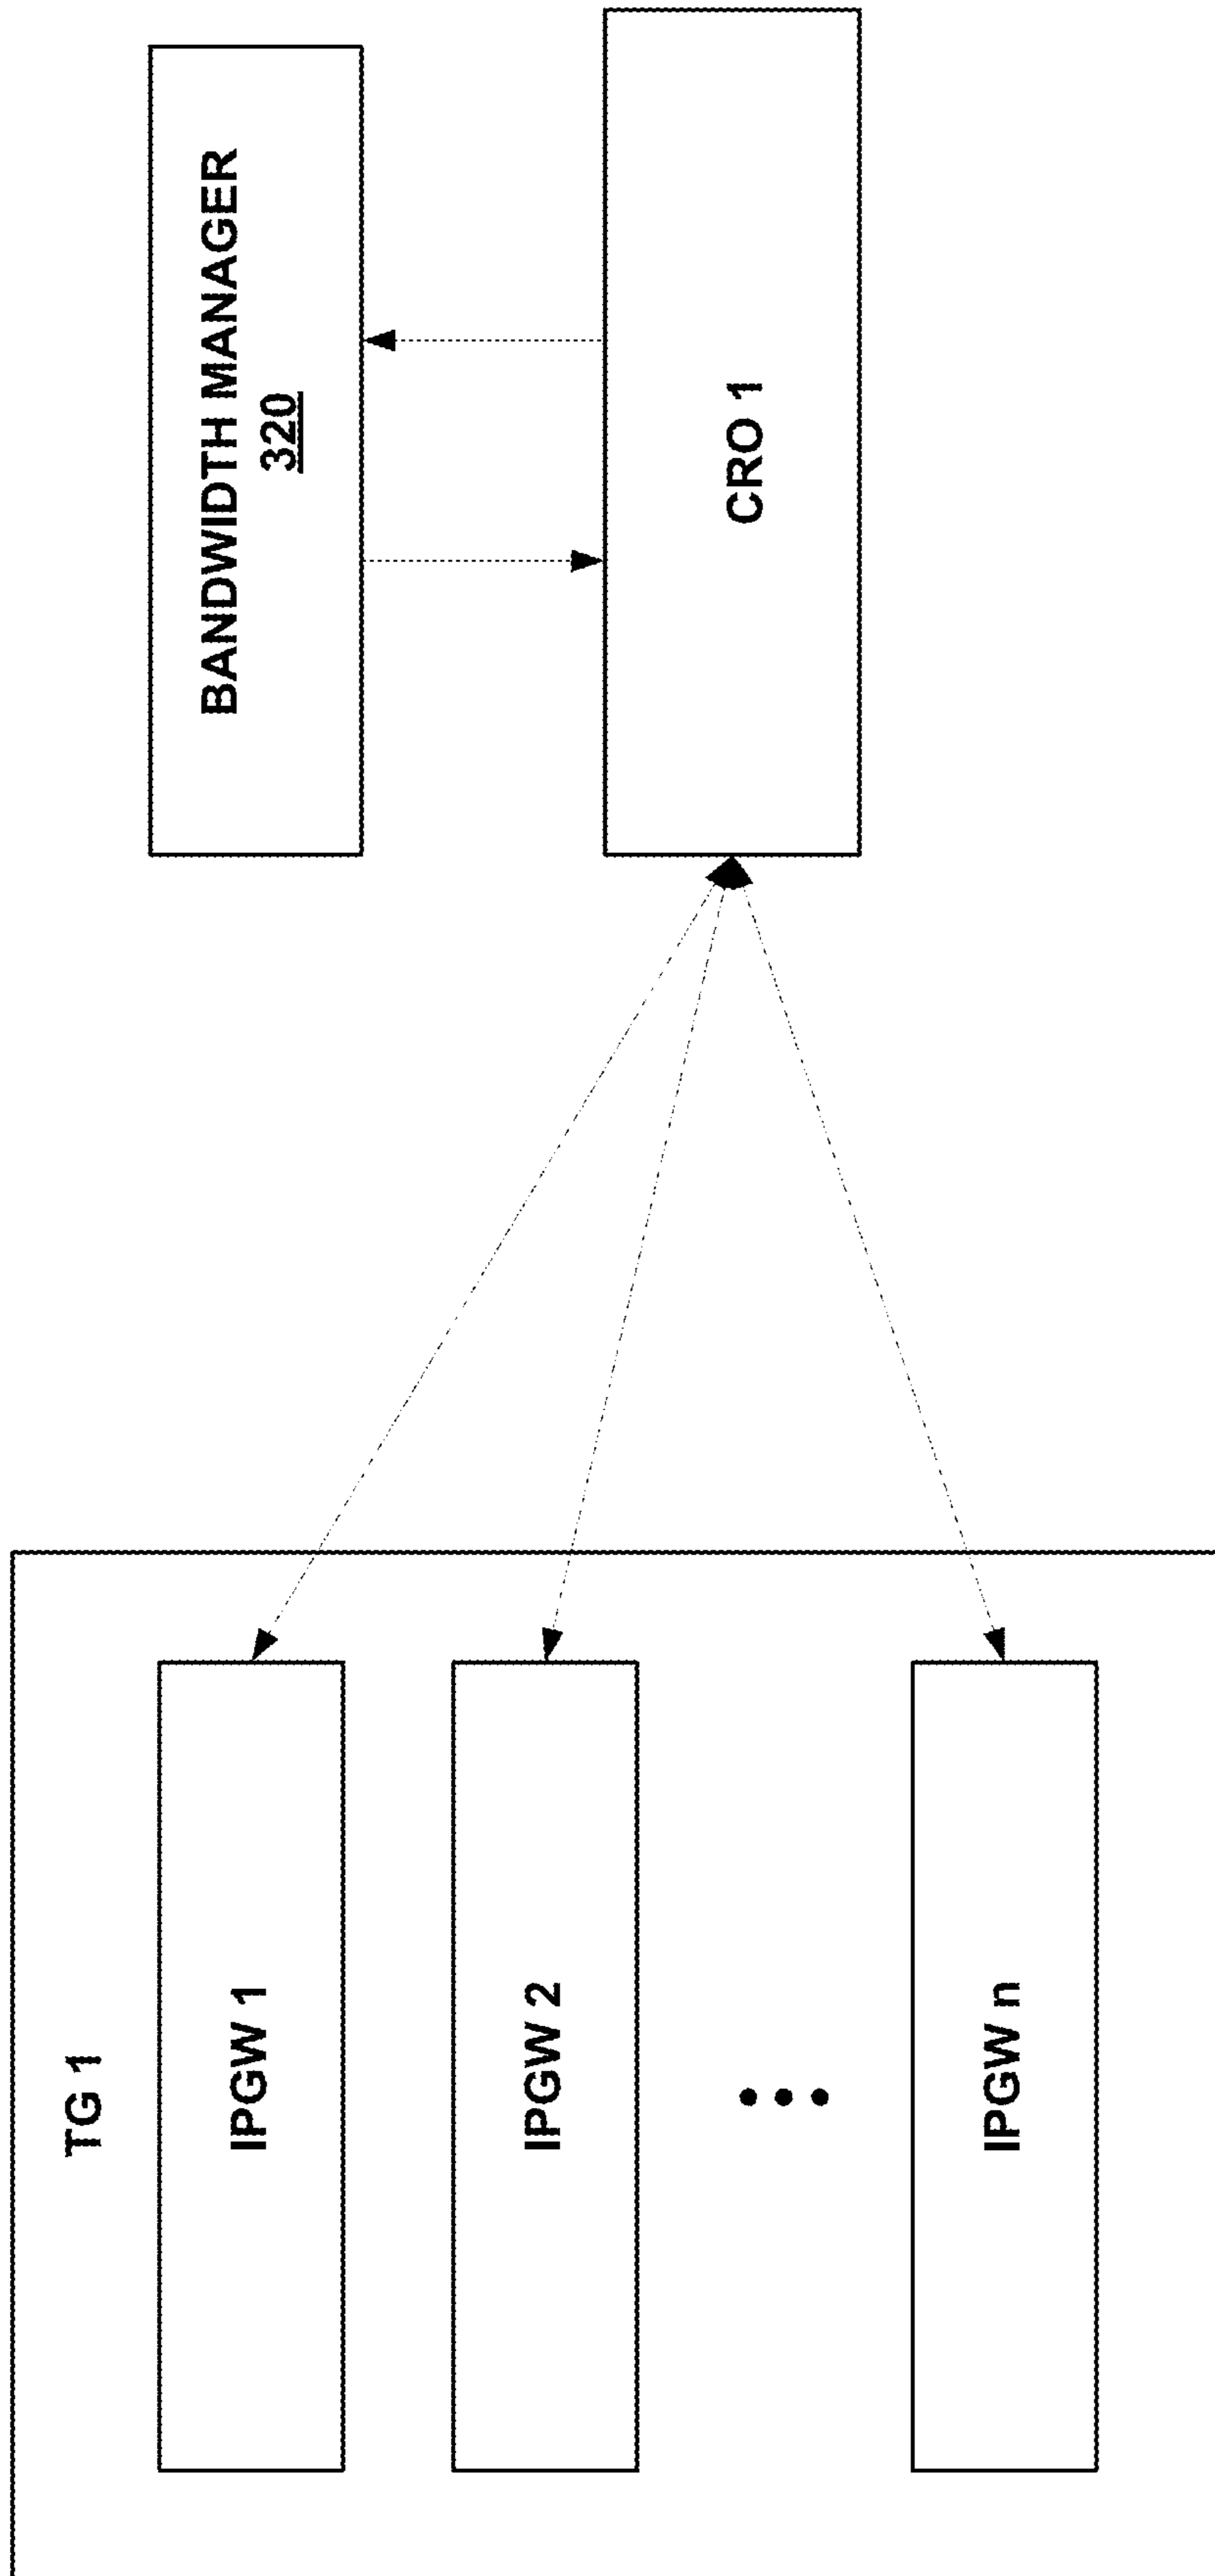 TG 1
IPGW 1
IPGW 2
IPGW n
BANDWIDTH MANAGER
320
CRO 1